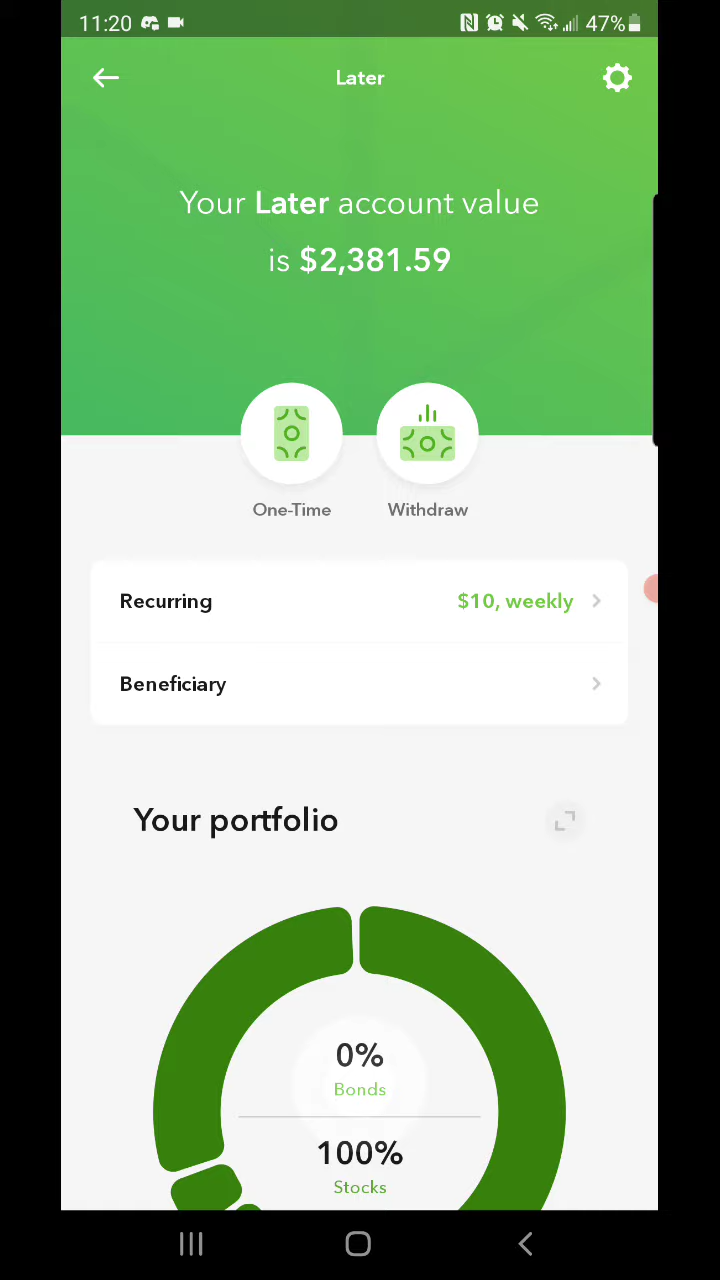 11:20 47%
Later
Your Later account value
is $2,381.59
One-Time Withdraw
Recurring $10, weekly
Beneficiary
Your portfolio
0%
Bonds
100%
Stocks